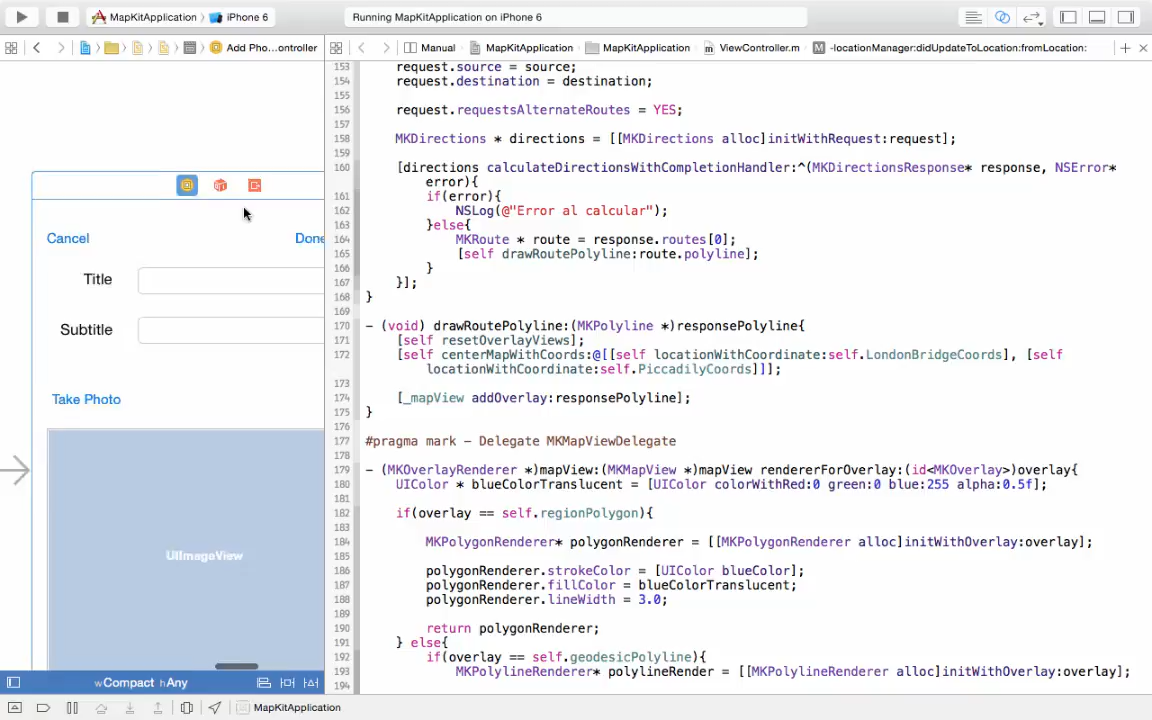 MapKitApplication iPhone 6 Running MapKitApplication on iPhone 6
Add Pho...ontroller Manual MapKitApplication MapKitApplication ViewController.m -locationManager:didUpdateToLocation:fromLocation:
Cancel Done
Title
Subtitle
Take Photo
UIImageView
wCompact hAny
153 request.source = source;
154 request.destination = destination;
155
156 request.requestsAlternateRoutes = YES;
157
158 MKDirections * directions = [[MKDirections alloc]initWithRequest:request];
159
160 [directions calculateDirectionsWithCompletionHandler:^(MKDirectionsResponse* response, NSError*
error){
161 if(error){
162 NSLog(@"Error al calcular");
163 }else{
164 MKRoute * route = response.routes[0];
165 [self drawRoutePolyline:route.polyline];
166 }
167 }];
168 }
169
170 - (void) drawRoutePolyline:(MKPolyline *)responsePolyline{
171 [self resetOverlayViews];
172 [self centerMapWithCoords:@[[self locationWithCoordinate:self.LondonBridgeCoords], [self
locationWithCoordinate:self.PiccadilyCoords]]];
173
174 [_mapView addOverlay:responsePolyline];
175 }
176
177 #pragma mark - Delegate MKMapViewDelegate
178
179 - (MKOverlayRenderer *)mapView:(MKMapView *)mapView rendererForOverlay:(id<MKOverlay>)overlay{
180 UIColor * blueColorTranslucent = [UIColor colorWithRed:0 green:0 blue:255 alpha:0.5f];
181
182 if(overlay == self.regionPolygon){
183
184 MKPolygonRenderer* polygonRenderer = [[MKPolygonRenderer alloc]initWithOverlay:overlay];
185
186 polygonRenderer.strokeColor = [UIColor blueColor];
187 polygonRenderer.fillColor = blueColorTranslucent;
188 polygonRenderer.lineWidth = 3.0;
189
190 return polygonRenderer;
191 } else{
192 if(overlay == self.geodesicPolyline){
193 MKPolylineRenderer* polylineRender = [[MKPolylineRenderer alloc]initWithOverlay:overlay];
194
MapKitApplication